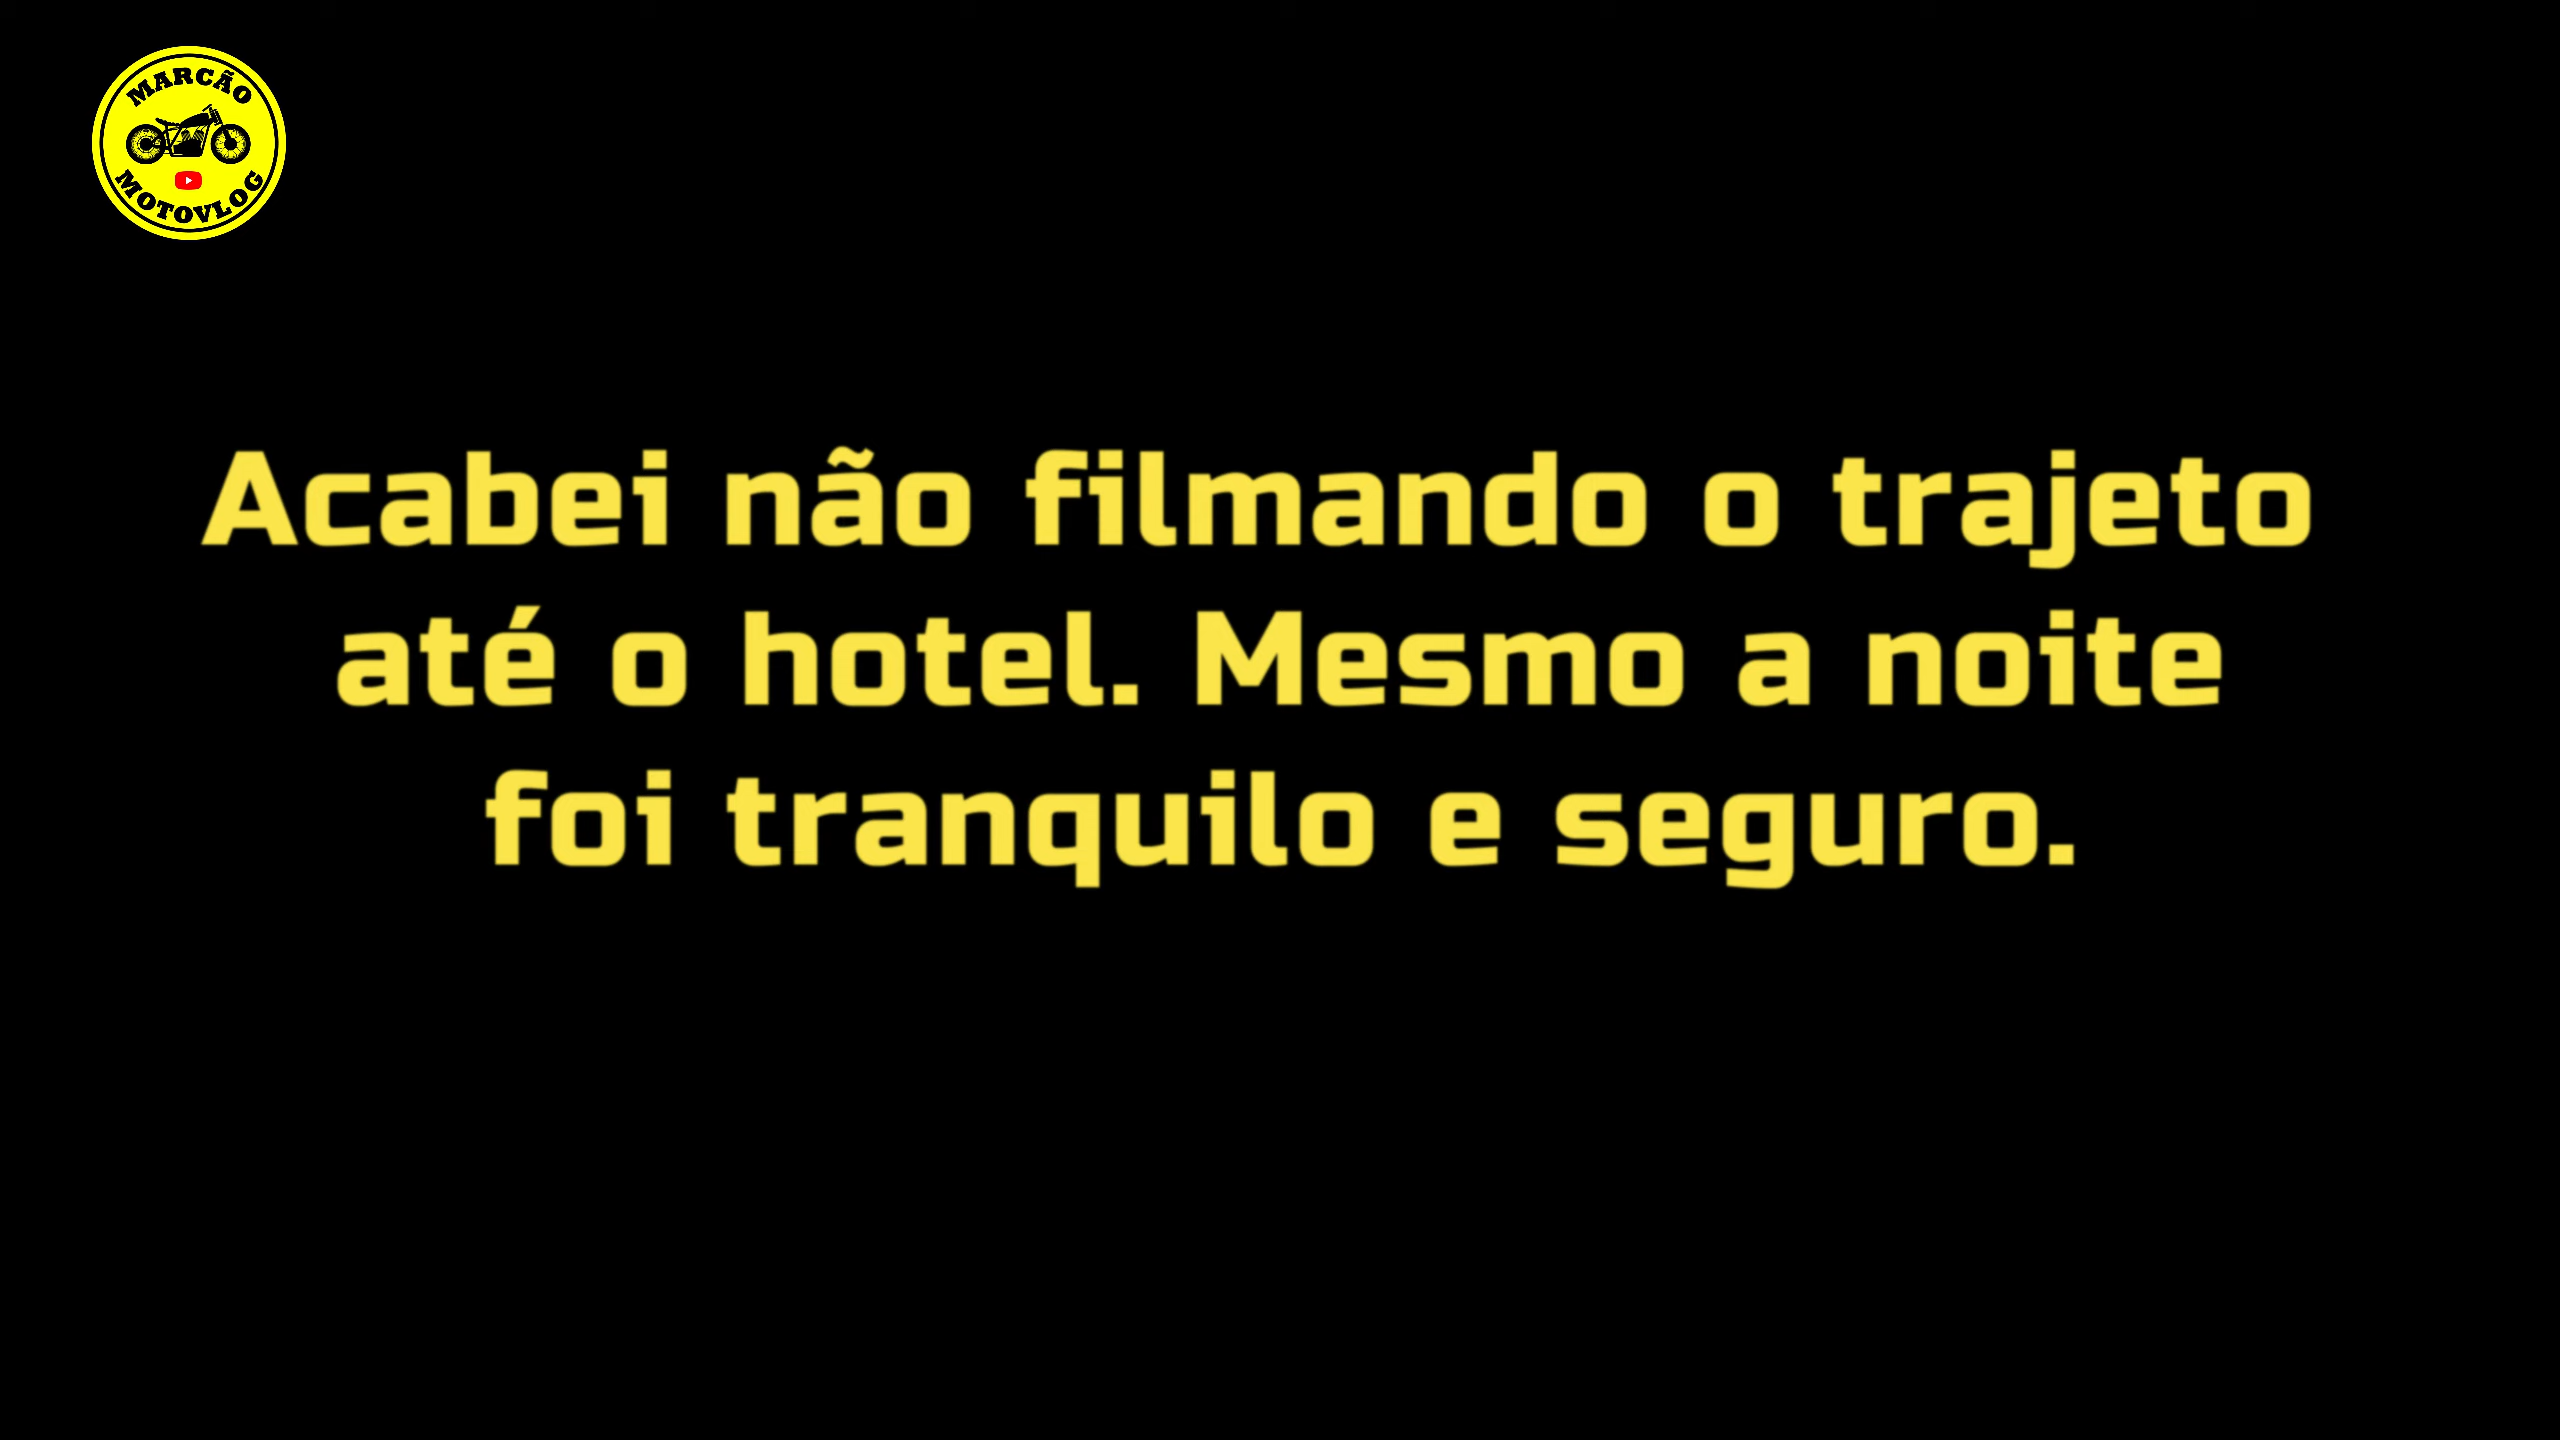 MARCÃO
MOTOVLOG
Acabei não filmando o trajeto
até o hotel. Mesmo a noite
foi tranquilo e seguro.